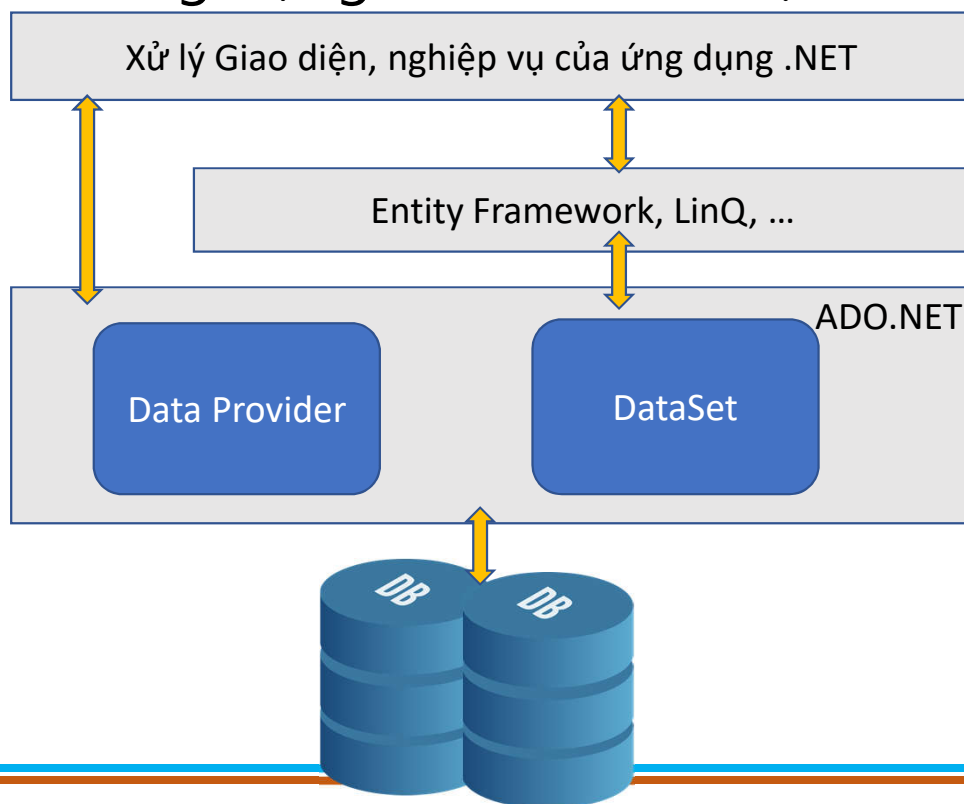 Xử lý Giao diện, nghiệp vụ của ứng dụng .NET
Entity Framework, LinQ, ...
ADO.NET
Data Provider
DataSet
DB
DB